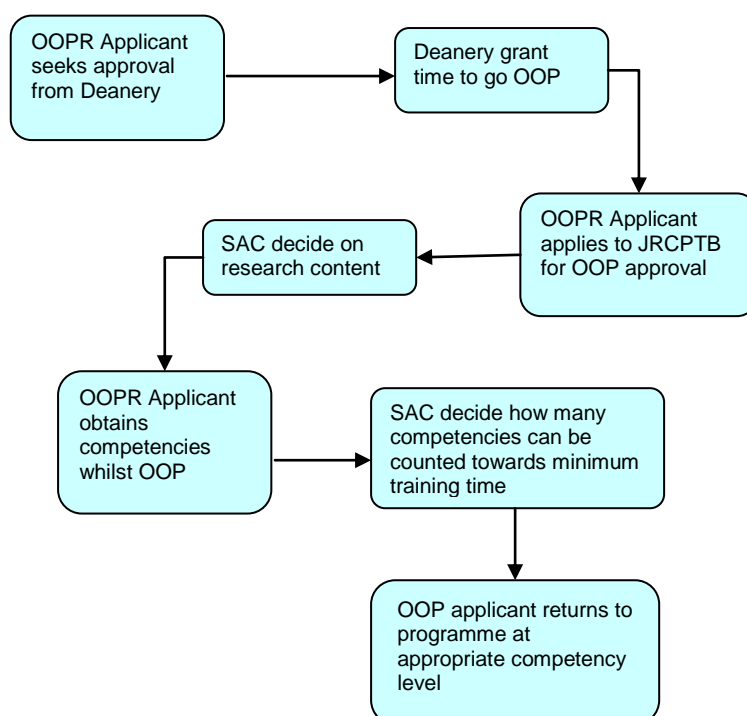 OOPR Applicant
seeks approval
from Deanery
Deanery grant
time to go OOP
OOPR Applicant
applies to JRCPTB
for OOP approval
SAC decide on
research content
OOPR Applicant
obtains
competencies
whilst OOP
SAC decide how many
competencies can be
counted towards minimum
training time
OOP applicant returns to
programme at
appropriate competency
level